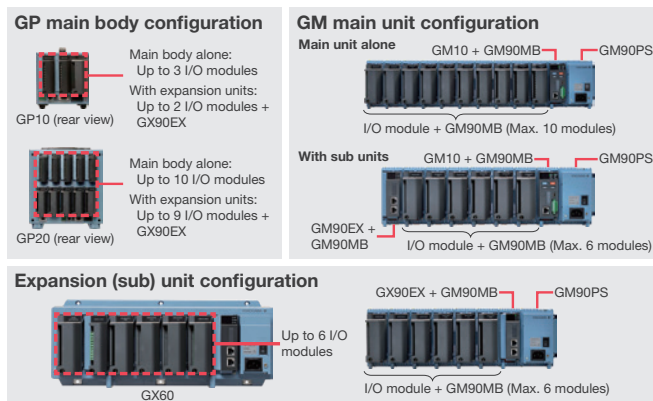 GP main body configuration
Main body alone:
Up to 3 I/O modules
With expansion units:
Up to 2 I/O modules +
GX90EX
GP10 (rear view)
Main body alone:
Up to 10 I/O modules
With expansion units:
Up to 9 I/O modules +
GX90EX
GP20 (rear view)
GM main unit configuration
Main unit alone
GM10 + GM90MB
GM90PS
I/O module + GM90MB (Max. 10 modules)
With sub units
GM10 + GM90MB
GM90PS
GM90EX +
GM90MB
I/O module + GM90MB (Max. 6 modules)
Expansion (sub) unit configuration
Up to 6 I/O
modules
GX60
GX90EX + GM90MB
GM90PS
I/O module + GM90MB (Max. 6 modules)